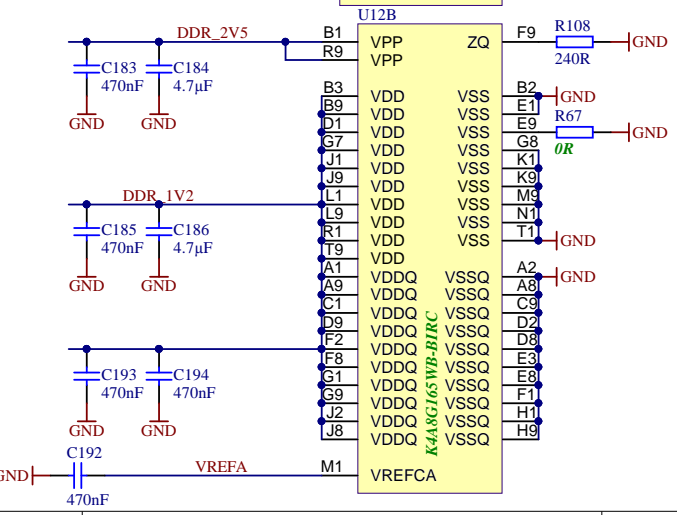 U12B
DDR_2V5 B1 VPP ZQ F9 R108 GND
R9 VPP 240R
C183 C184
470nF 4.7µF
GND GND
B3 VDD VSS B2 GND
B9 VDD VSS E1
D1 VDD VSS E9 R67 GND
G7 VDD VSS G8 0R
J1 VDD VSS K1
J9 VDD VSS K9
DDR_1V2 L1 VDD VSS M9
L9 VDD VSS N1
C185 C186
470nF 4.7µF
GND GND
R1 VDD VSS T1 GND
T9 VDD
A1 VDDQ VSSQ A2 GND
A9 VDDQ VSSQ A8
C1 VDDQ VSSQ C9
D9 VDDQ VSSQ D2
F2 VDDQ VSSQ D8
F8 VDDQ VSSQ E3
C193 C194
470nF 470nF
GND GND
G1 VDDQ VSSQ E8
G9 VDDQ VSSQ F1
J2 VDDQ VSSQ H1
J8 VDDQ VSSQ H9
K4A8G165WB-BIRC
C192
GND VREFA M1 VREFCA
470nF